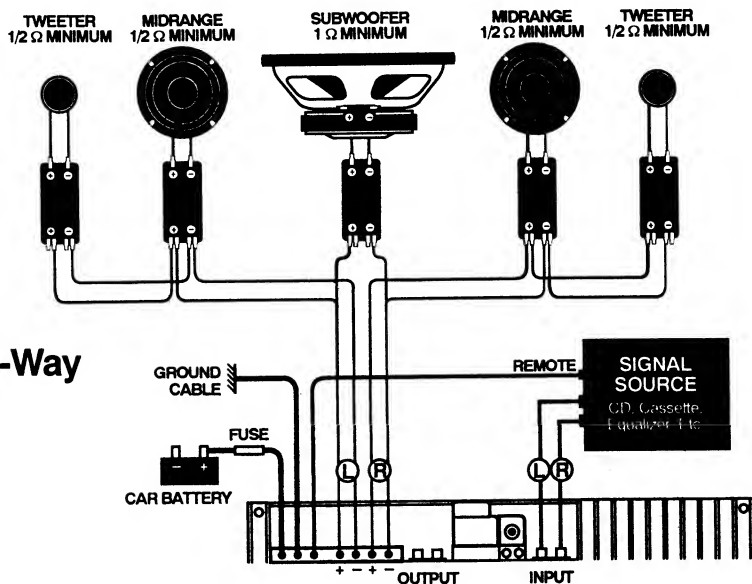 TWEETER
1/2 Ω MINIMUM
MIDRANGE
1/2 Ω MINIMUM
SUBWOOFER
1 Ω MINIMUM
MIDRANGE
1/2 Ω MINIMUM
TWEETER
1/2 Ω MINIMUM
+ −
+ −
+ −
+ −
+ −
+ −
-Way
GROUND
CABLE
REMOTE
SIGNAL
SOURCE
CD, Cassette,
Equalizer, Etc.
FUSE
− +
CAR BATTERY
L R
L R
+ − + −
OUTPUT
INPUT